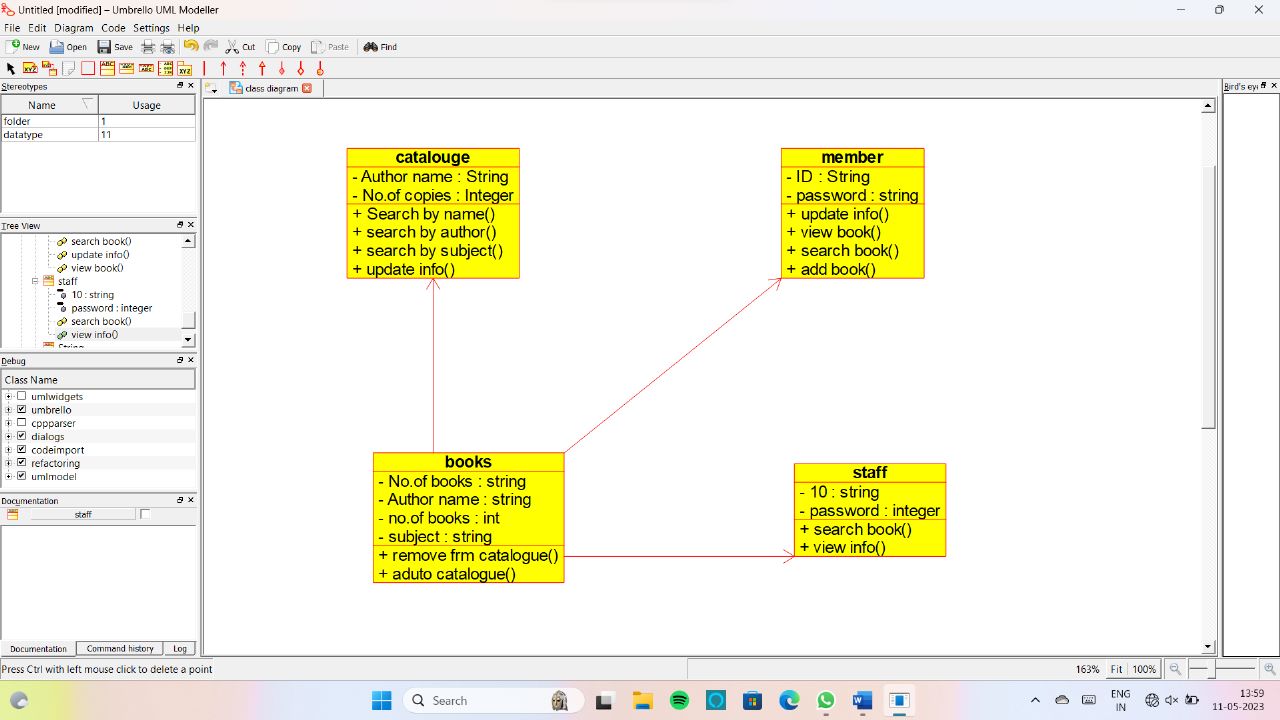 Untitled [modified] – Umbrello UML Modeller
File Edit Diagram Code Settings Help
New Open Save Cut Copy Paste Find
Stereotypes
Name Usage
folder 1
datatype 11
Tree View
search book()
update info()
view book()
staff
10 : string
password : integer
search book()
view info()
Debug
Class Name
umlwidgets
umbrello
cppparser
dialogs
codeimport
refactoring
umlmodel
Documentation
staff
Documentation Command history Log
class diagram
catalouge
- Author name : String
- No.of copies : Integer
+ Search by name()
+ search by author()
+ search by subject()
+ update info()
member
- ID : String
- password : string
+ update info()
+ view book()
+ search book()
+ add book()
books
- No.of books : string
- Author name : string
- no.of books : int
- subject : string
+ remove frm catalogue()
+ aduto catalogue()
staff
- 10 : string
- password : integer
+ search book()
+ view info()
Bird's ey
Press Ctrl with left mouse click to delete a point
163% Fit 100%
Search
ENG
IN
13:59
11-05-2023